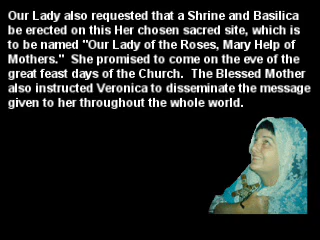 Our Lady also requested that a Shrine and Basilica
be erected on this Her chosen sacred site, which is
to be named "Our Lady of the Roses, Mary Help of
Mothers."  She promised to come on the eve of the
great feast days of the Church.  The Blessed Mother
also instructed Veronica to disseminate the message
given to her throughout the whole world.